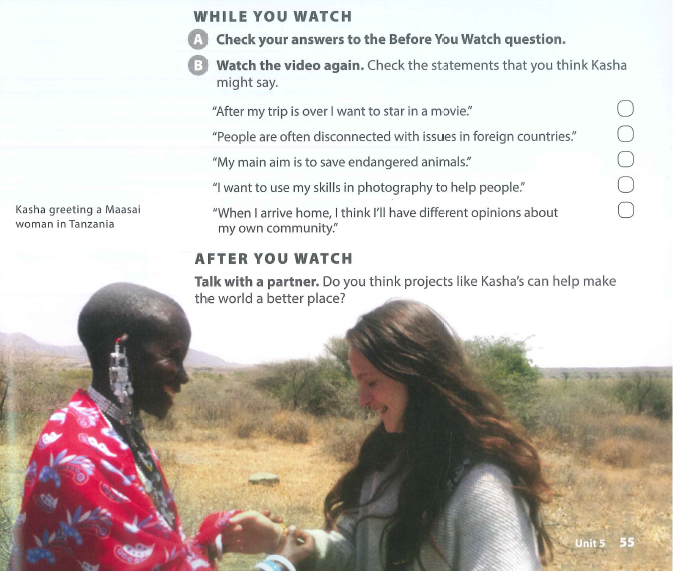 WHILE YOU WATCH
A Check your answers to the Before You Watch question.
B Watch the video again. Check the statements that you think Kasha
might say.
"After my trip is over I want to star in a movie."
"People are often disconnected with issues in foreign countries."
"My main aim is to save endangered animals."
"I want to use my skills in photography to help people."
"When I arrive home, I think I'll have different opinions about
my own community."
Kasha greeting a Maasai
woman in Tanzania
AFTER YOU WATCH
Talk with a partner. Do you think projects like Kasha's can help make
the world a better place?
Unit 5 55